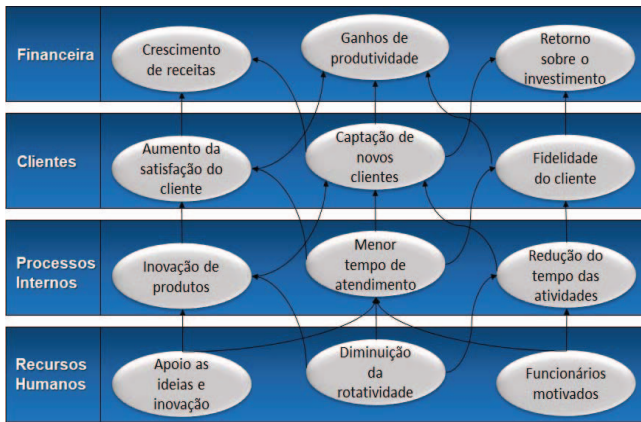 Financeira
Crescimento
de receitas
Ganhos de
produtividade
Retorno
sobre o
investimento
Clientes
Aumento da
satisfação do
cliente
Captação de
novos
clientes
Fidelidade
do cliente
Processos
Internos
Inovação de
produtos
Menor
tempo de
atendimento
Redução do
tempo das
atividades
Recursos
Humanos
Apoio as
ideias e
inovação
Diminuição
da
rotatividade
Funcionários
motivados